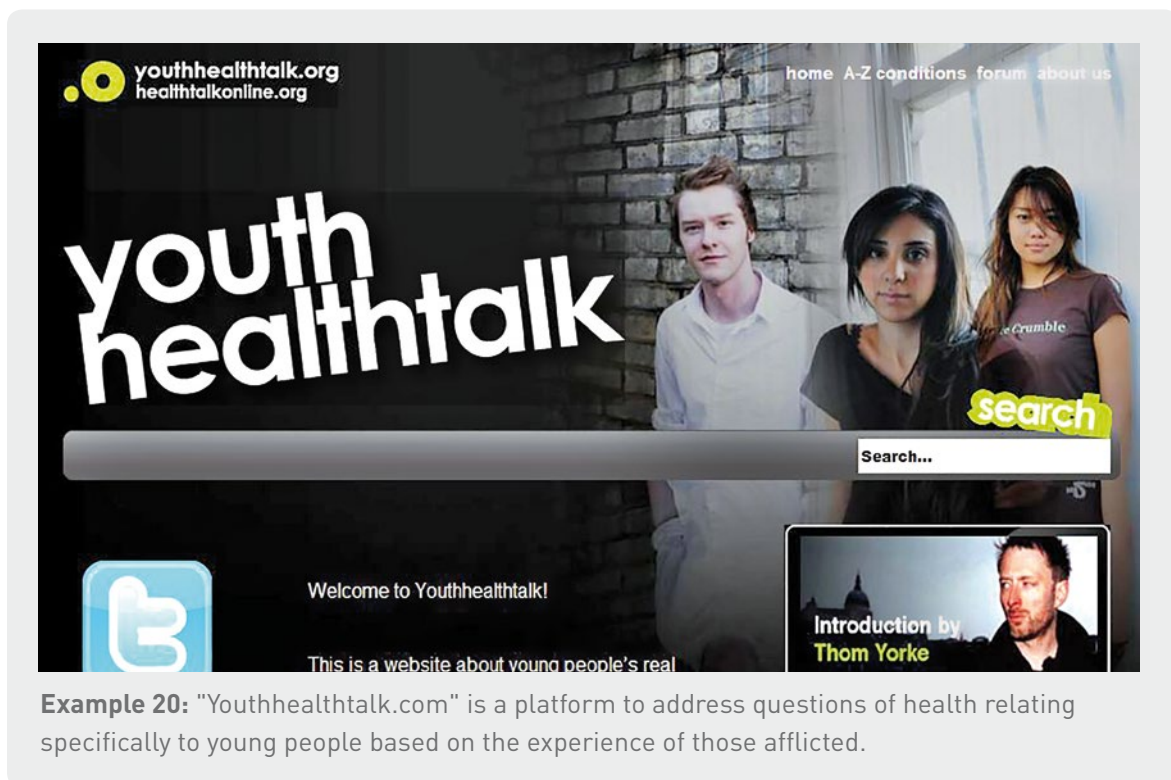 youthhealthtalk.org
healthtalkonline.org
home A-Z conditions forum about us
youth
healthtalk
e Crumble
search
Search...
Welcome to Youthhealthtalk!
Introduction by
Thom Yorke
This is a website about young people's real
Example 20: "Youthhealthtalk.com" is a platform to address questions of health relating
specifically to young people based on the experience of those afflicted.